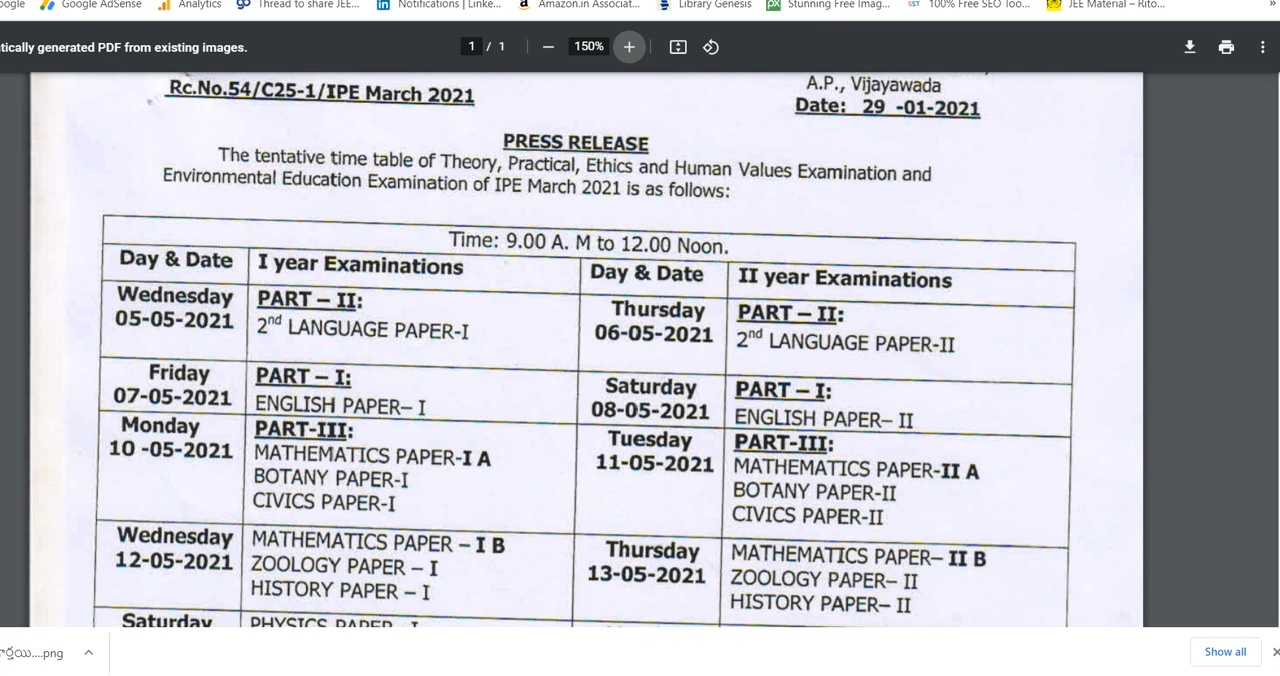 oogle Google AdSense Analytics Thread to share JEE... Notifications | Linke... Amazon.in Associat... Library Genesis Stunning Free Imag... 100% Free SEO Too... JEE Material – Rito... »
atically generated PDF from existing images. 1 / 1 150%
Rc.No.54/C25-1/IPE March 2021
A.P., Vijayawada
Date: 29 -01-2021
PRESS RELEASE
The tentative time table of Theory, Practical, Ethics and Human Values Examination and
Environmental Education Examination of IPE March 2021 is as follows:
Time: 9.00 A. M to 12.00 Noon.
Day & Date I year Examinations Day & Date II year Examinations
Wednesday PART – II: Thursday PART – II:
05-05-2021 2nd LANGUAGE PAPER-I 06-05-2021 2nd LANGUAGE PAPER-II
Friday PART – I: Saturday PART – I:
07-05-2021 ENGLISH PAPER– I 08-05-2021 ENGLISH PAPER– II
Monday PART-III: Tuesday PART-III:
10 -05-2021 MATHEMATICS PAPER-I A 11-05-2021 MATHEMATICS PAPER-II A
BOTANY PAPER-I BOTANY PAPER-II
CIVICS PAPER-I CIVICS PAPER-II
Wednesday MATHEMATICS PAPER – I B Thursday MATHEMATICS PAPER– II B
12-05-2021 ZOOLOGY PAPER – I 13-05-2021 ZOOLOGY PAPER– II
HISTORY PAPER – I HISTORY PAPER– II
Saturday PHYSICS PAPER – I
....png Show all